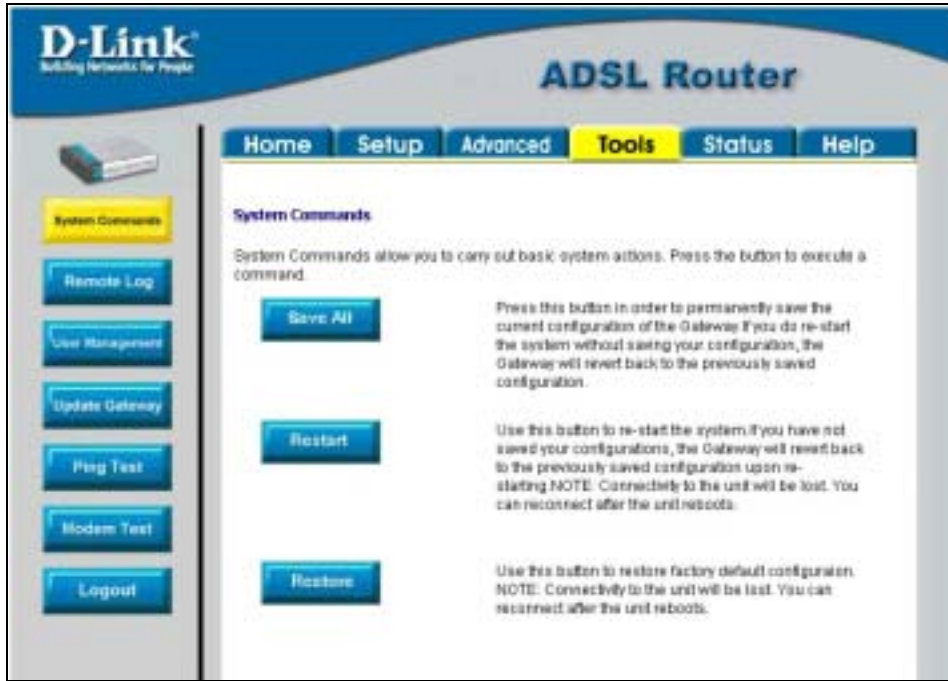 D-Link
Building Networks for People
ADSL Router
Home Setup Advanced Tools Status Help
System Commands
Remote Log
User Management
Update Gateway
Ping Test
Modem Test
Logout
System Commands
System Commands allow you to carry out basic system actions. Press the button to execute a
command.
Save All
Press this button in order to permanently save the
current configuration of the Gateway.If you do re-start
the system without saving your configuration, the
Gateway will revert back to the previously saved
configuration.
Restart
Use this button to re-start the system.If you have not
saved your configurations, the Gateway will revert back
to the previously saved configuration upon re-
starting.NOTE: Connectivity to the unit will be lost. You
can reconnect after the unit reboots.
Restore
Use this button to restore factory default configuraion.
NOTE: Connectivity to the unit will be lost. You can
reconnect after the unit reboots.